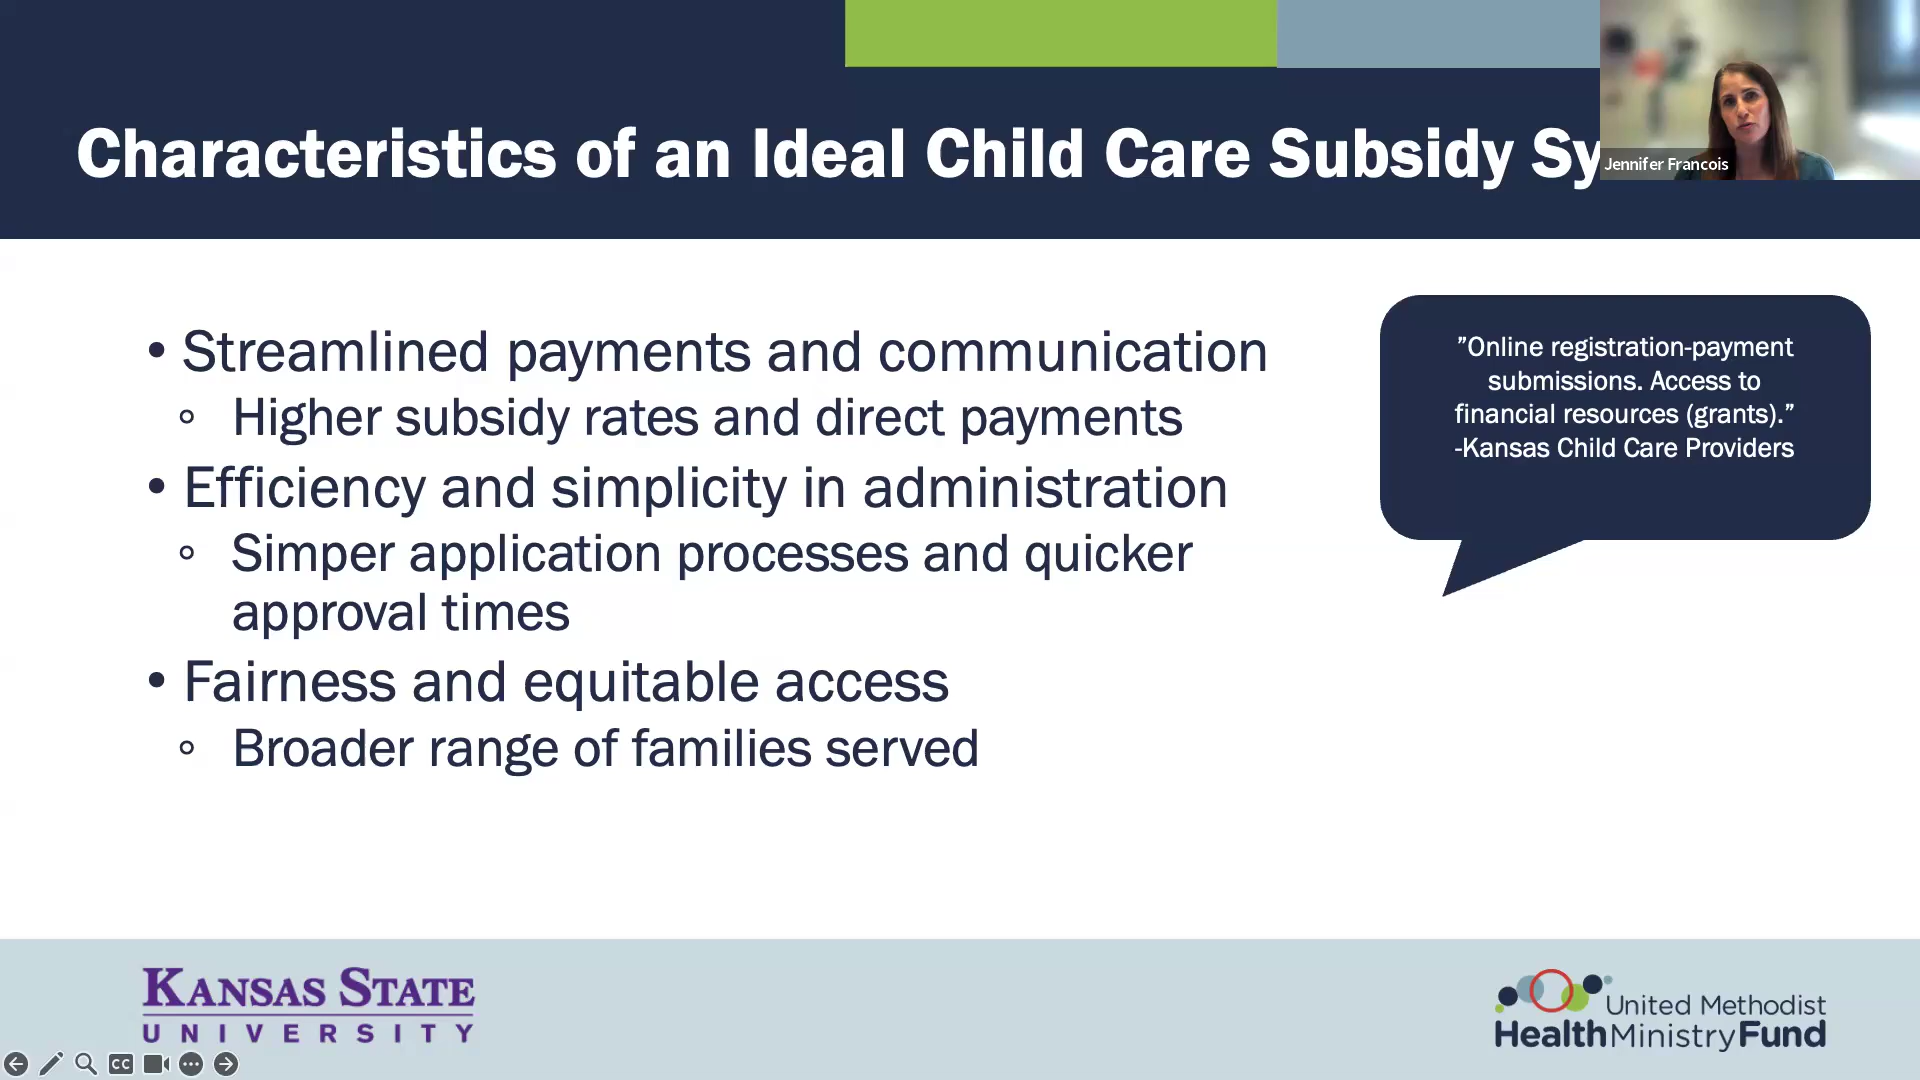 Characteristics of an Ideal Child Care Subsidy Sy
Jennifer Francois
• Streamlined payments and communication
◦ Higher subsidy rates and direct payments
• Efficiency and simplicity in administration
◦ Simper application processes and quicker
approval times
• Fairness and equitable access
◦ Broader range of families served
”Online registration-payment
submissions. Access to
financial resources (grants).”
-Kansas Child Care Providers
KANSAS STATE
UNIVERSITY
United Methodist
HealthMinistryFund
CC